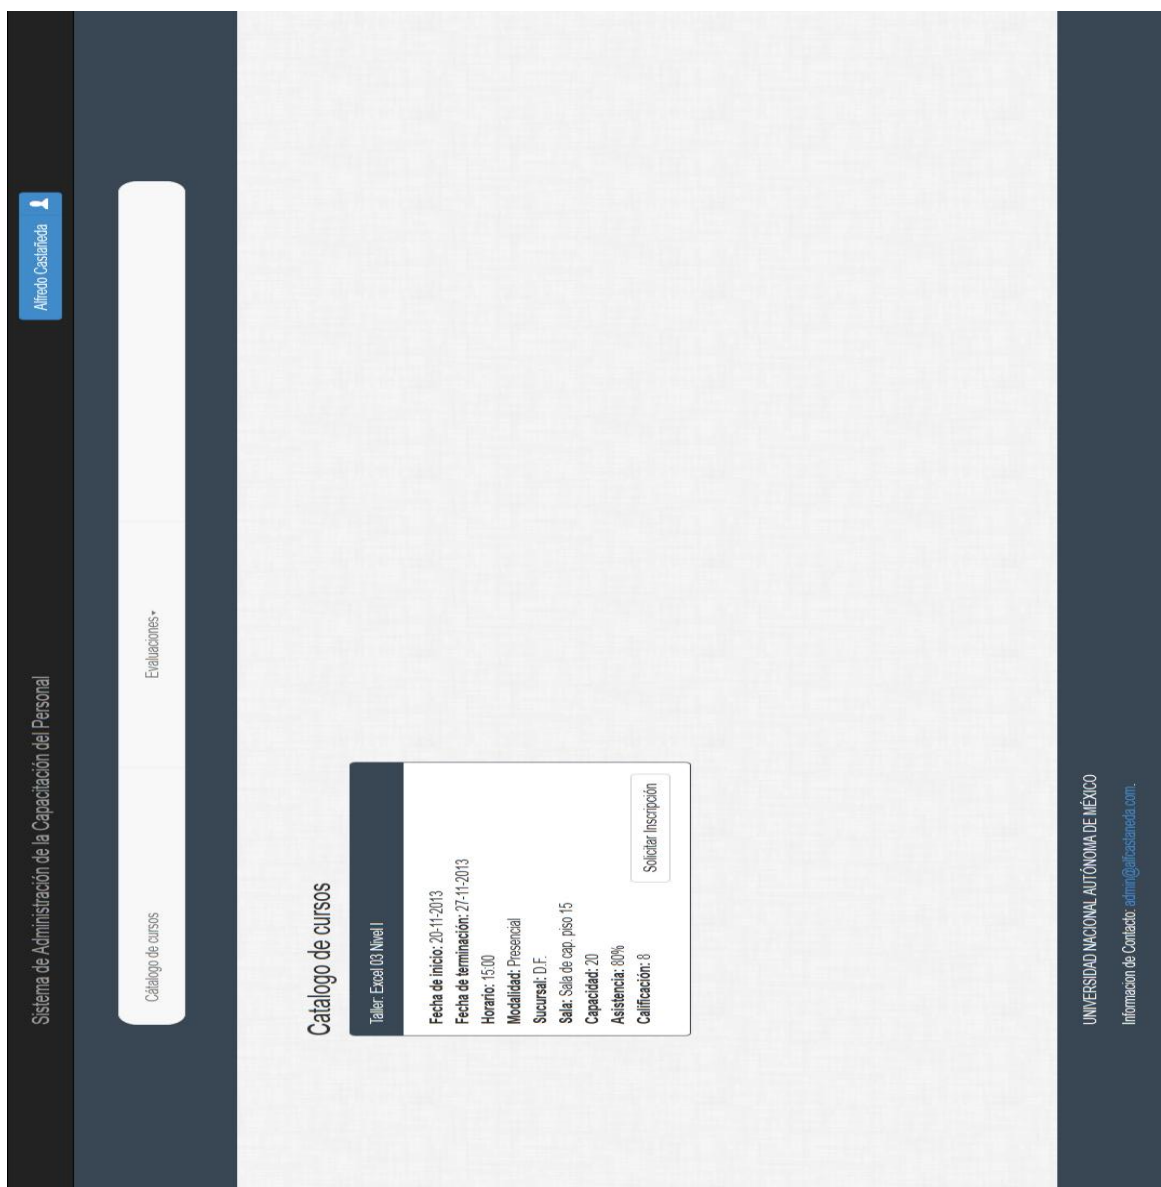 Sistema de Administración de la Capacitación del Personal
Alfredo Castañeda
Cátalogo de cursos
Evaluaciones
Catalogo de cursos
Taller: Excel 03 Nivel I
Fecha de inicio: 20-11-2013
Fecha de terminación: 27-11-2013
Horario: 15:00
Modalidad: Presencial
Sucursal: D.F.
Sala: Sala de cap. piso 15
Capacidad: 20
Asistencia: 80%
Calificación: 8
Solicitar Inscripción
UNIVERSIDAD NACIONAL AUTÓNOMA DE MÉXICO
Informacion de Contacto: admin@alfcastaneda.com.